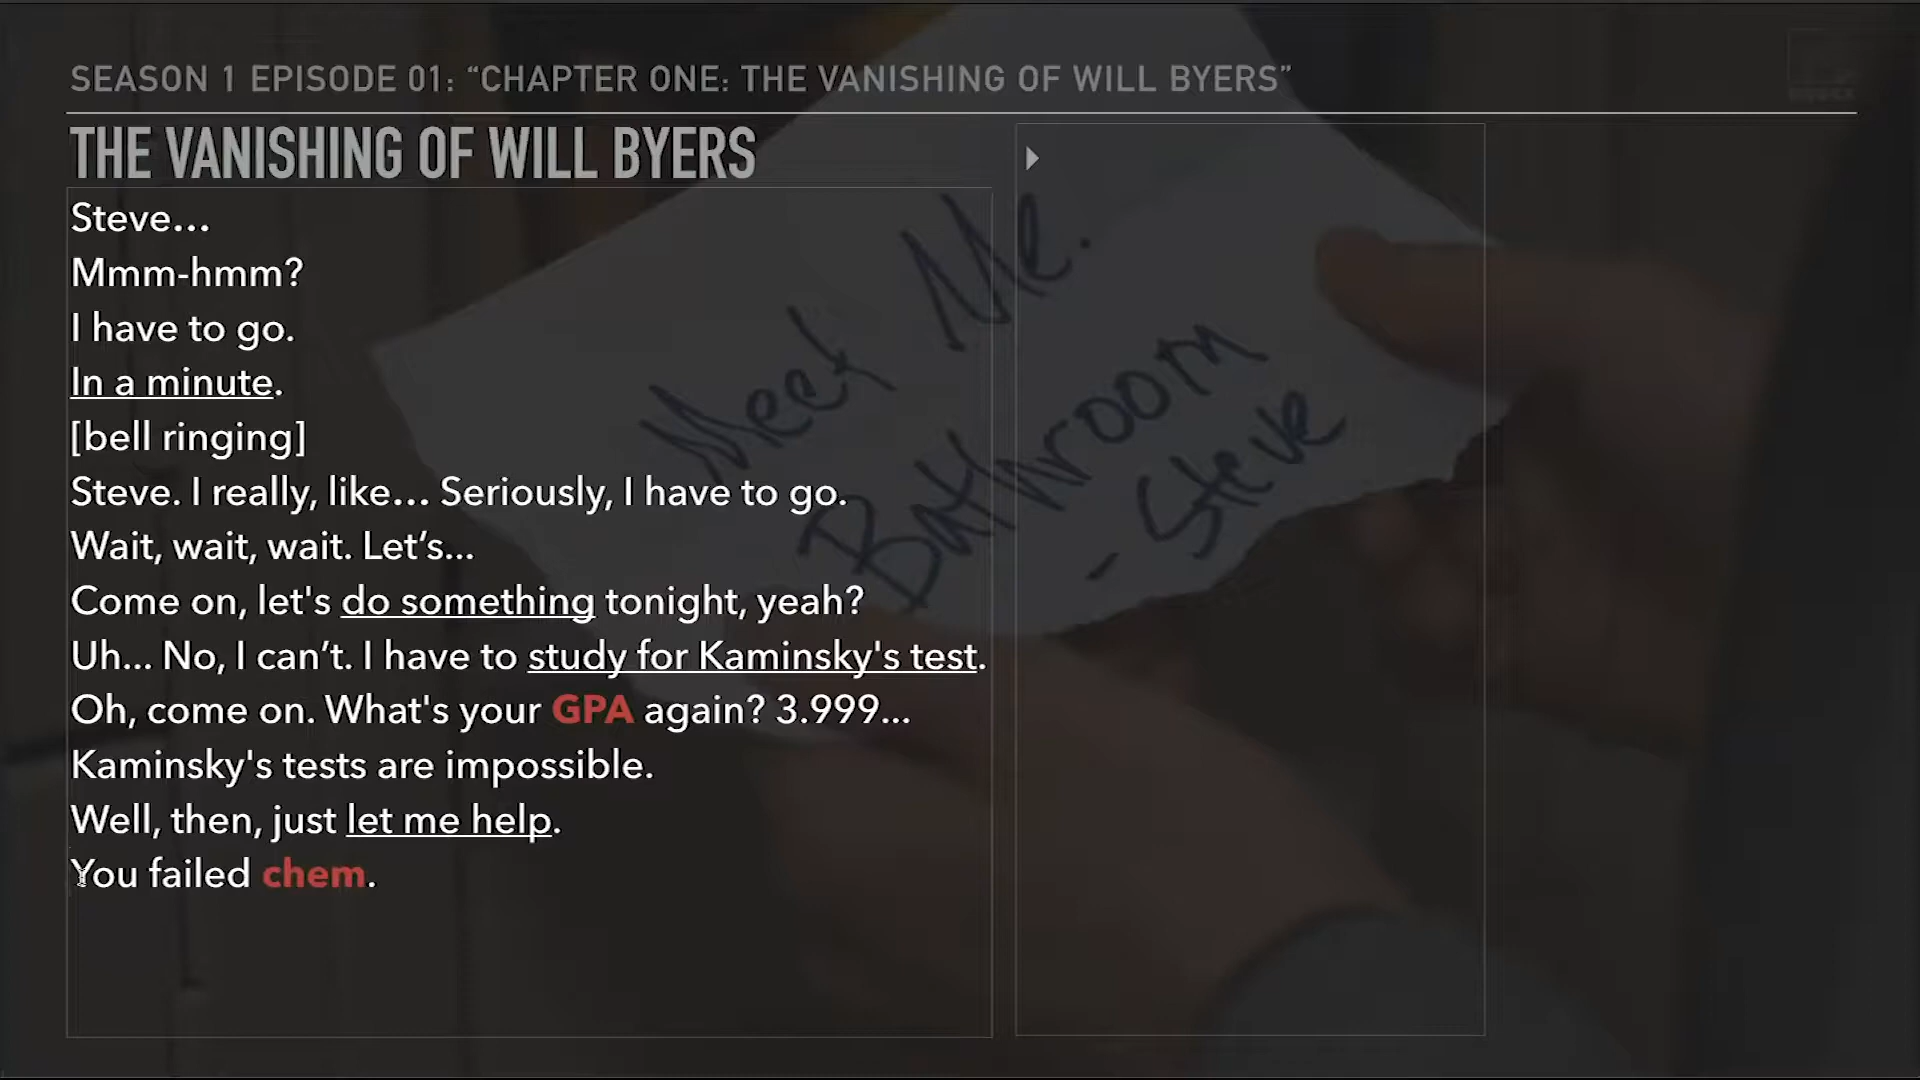 SEASON 1 EPISODE 01: “CHAPTER ONE: THE VANISHING OF WILL BYERS”
THE VANISHING OF WILL BYERS
Steve…
Mmm-hmm?
I have to go.
In a minute.
[bell ringing]
Steve. I really, like… Seriously, I have to go.
Wait, wait, wait. Let’s...
Come on, let's do something tonight, yeah?
Uh... No, I can’t. I have to study for Kaminsky's test.
Oh, come on. What's your GPA again? 3.999...
Kaminsky's tests are impossible.
Well, then, just let me help.
You failed chem.
Meet Me.
Bathroom
- Steve